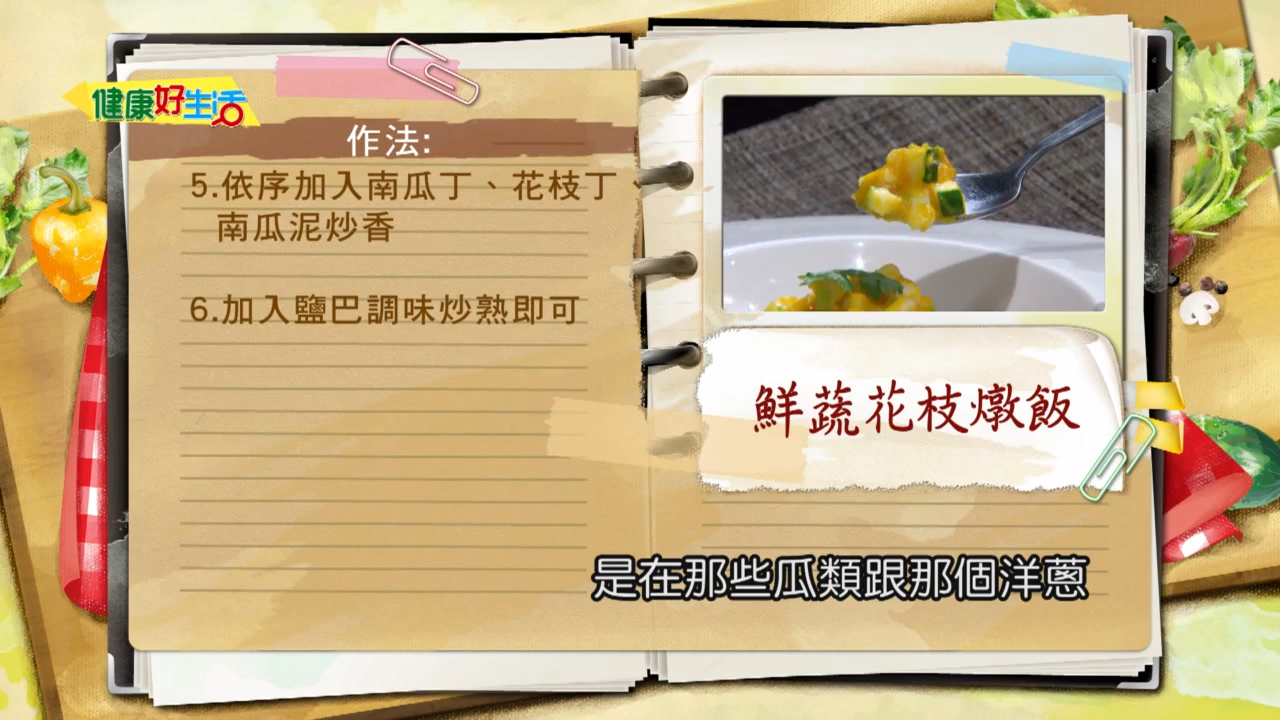 健康好生活
作法:
5.依序加入南瓜丁、花枝丁、
南瓜泥炒香
6.加入鹽巴調味炒熟即可
鮮蔬花枝燉飯
是在那些瓜類跟那個洋蔥